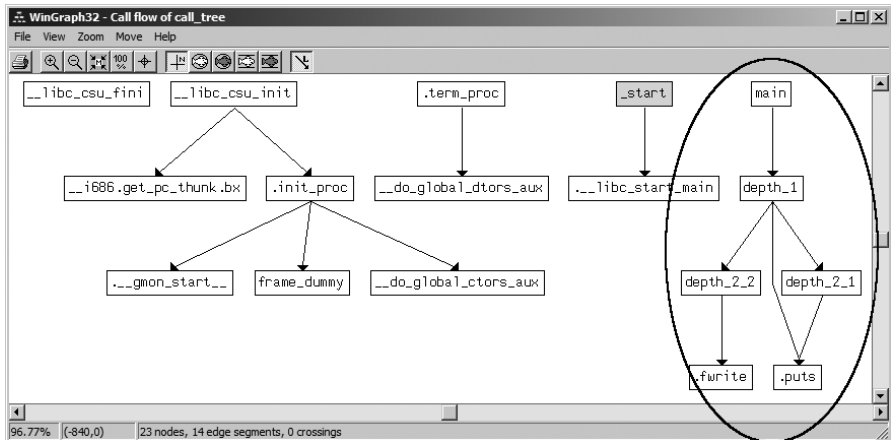 WinGraph32 - Call flow of call_tree
File View Zoom Move Help
100 %
N
__libc_csu_fini __libc_csu_init .term_proc _start main
__i686.get_pc_thunk.bx .init_proc __do_global_dtors_aux .__libc_start_main depth_1
.__gmon_start__ frame_dummy __do_global_ctors_aux depth_2_2 depth_2_1
.fwrite .puts
96.77% (-840,0) 23 nodes, 14 edge segments, 0 crossings